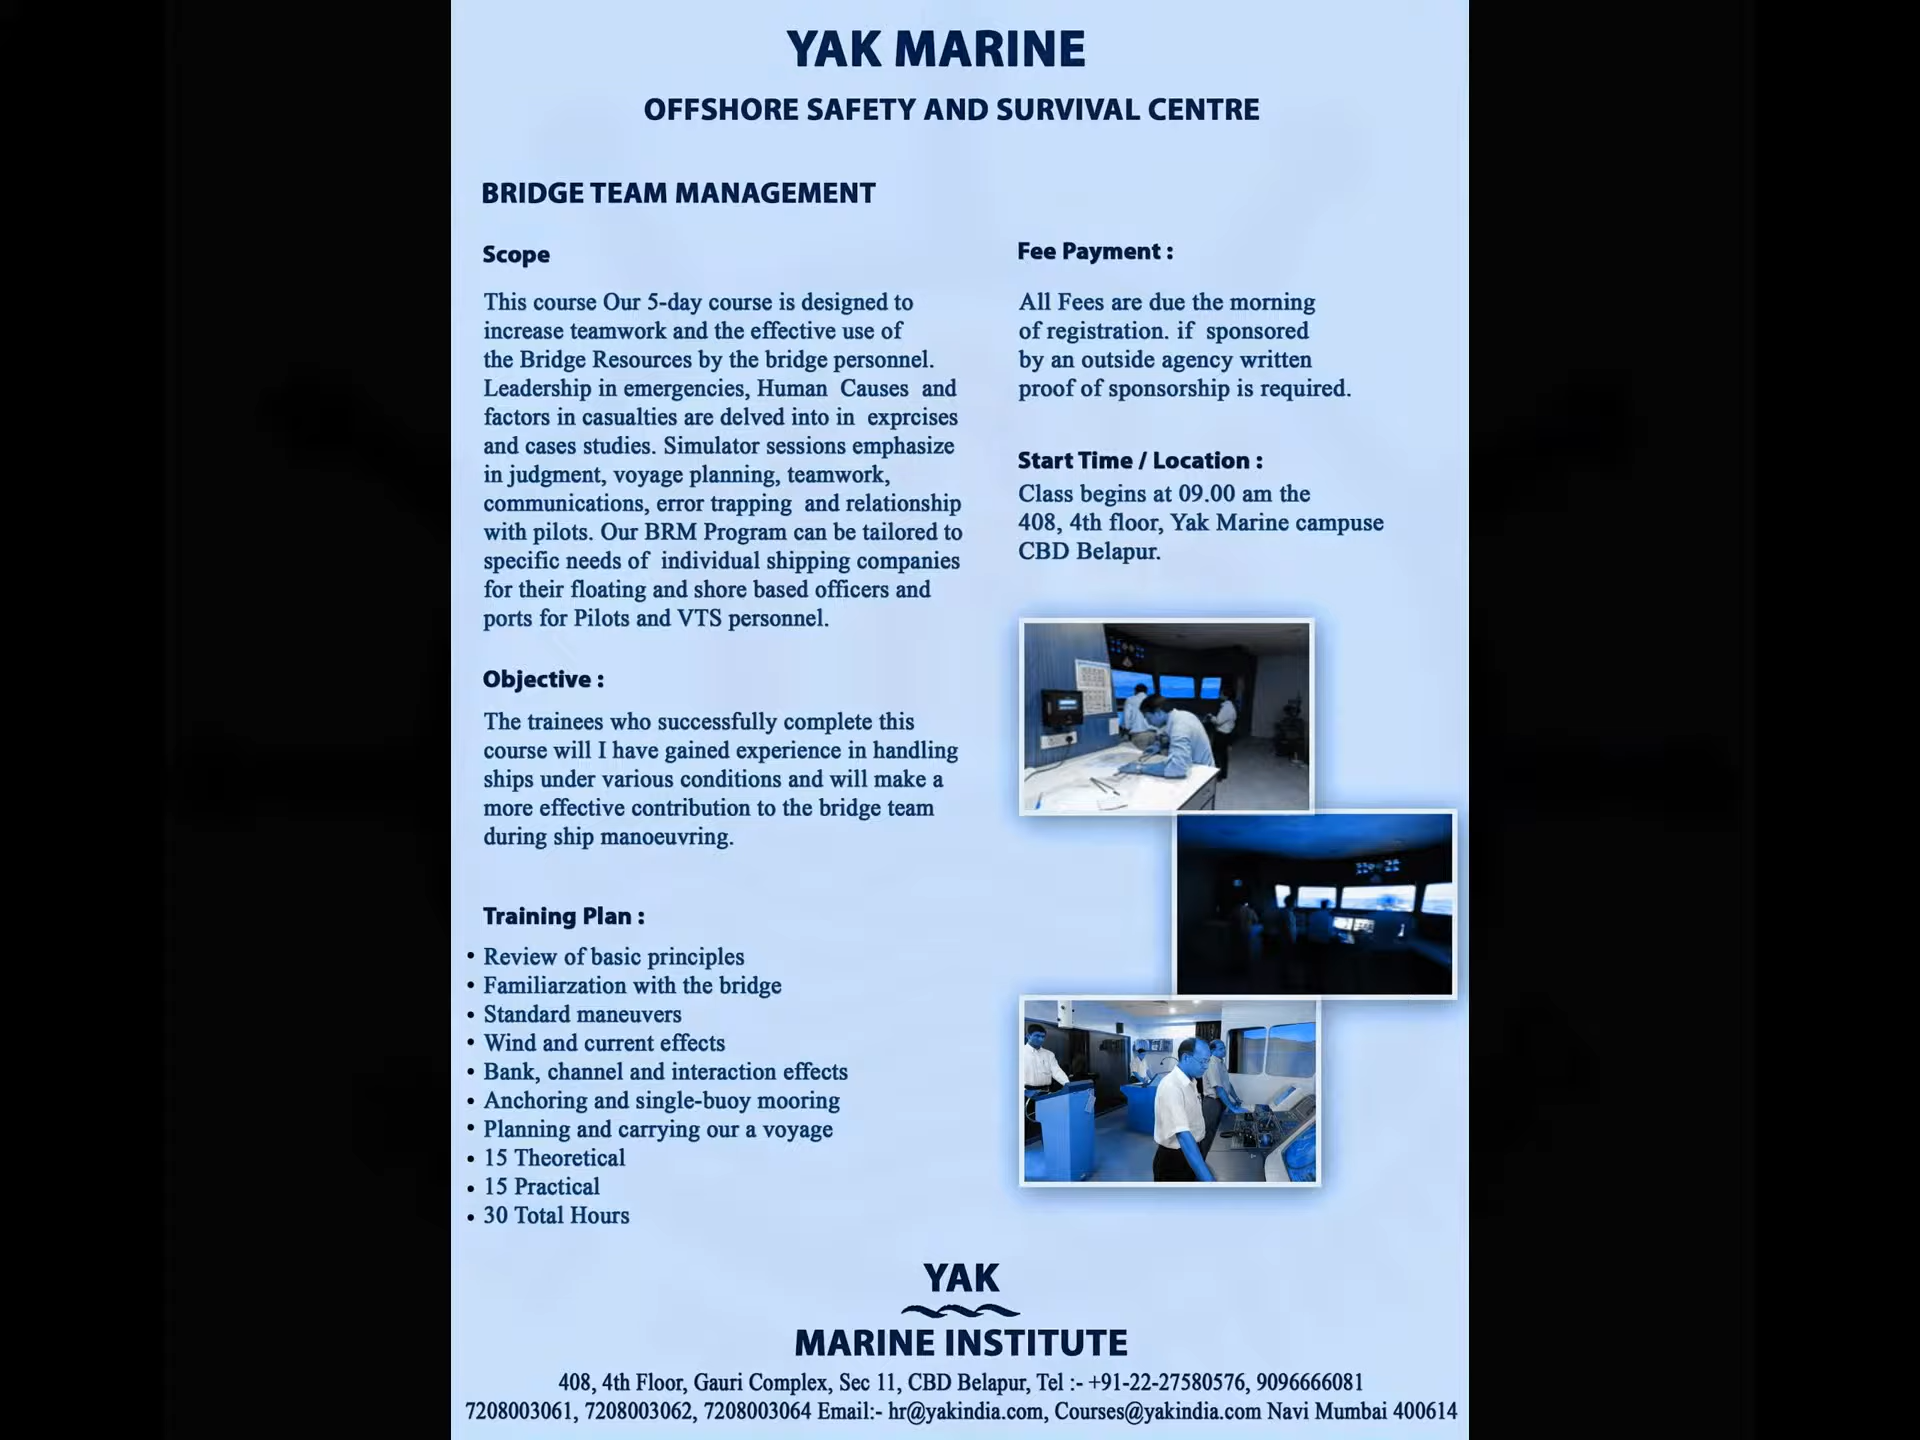 YAK MARINE
OFFSHORE SAFETY AND SURVIVAL CENTRE
BRIDGE TEAM MANAGEMENT
Scope
This course Our 5-day course is designed to
increase teamwork and the effective use of
the Bridge Resources by the bridge personnel.
Leadership in emergencies, Human Causes and
factors in casualties are delved into in exprcises
and cases studies. Simulator sessions emphasize
in judgment, voyage planning, teamwork,
communications, error trapping and relationship
with pilots. Our BRM Program can be tailored to
specific needs of individual shipping companies
for their floating and shore based officers and
ports for Pilots and VTS personnel.
Objective :
The trainees who successfully complete this
course will I have gained experience in handling
ships under various conditions and will make a
more effective contribution to the bridge team
during ship manoeuvring.
Training Plan :
• Review of basic principles
• Familiarzation with the bridge
• Standard maneuvers
• Wind and current effects
• Bank, channel and interaction effects
• Anchoring and single-buoy mooring
• Planning and carrying our a voyage
• 15 Theoretical
• 15 Practical
• 30 Total Hours
Fee Payment :
All Fees are due the morning
of registration. if sponsored
by an outside agency written
proof of sponsorship is required.
Start Time / Location :
Class begins at 09.00 am the
408, 4th floor, Yak Marine campuse
CBD Belapur.
YAK
MARINE INSTITUTE
408, 4th Floor, Gauri Complex, Sec 11, CBD Belapur, Tel :- +91-22-27580576, 9096666081
7208003061, 7208003062, 7208003064 Email:- hr@yakindia.com, Courses@yakindia.com Navi Mumbai 400614